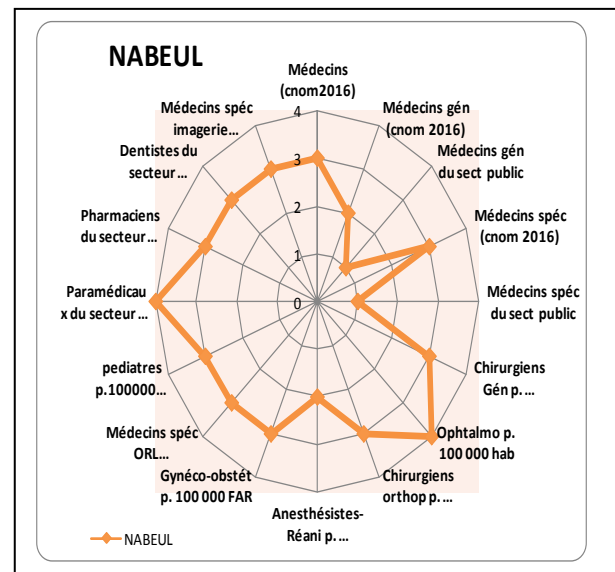 NABEUL
Médecins
(cnom2016)
Médecins gén
(cnom 2016)
Médecins gén
du sect public
Médecins spéc
(cnom 2016)
Médecins spéc
du sect public
Chirurgiens
Gén p. ...
Ophtalmo p.
100 000 hab
Chirurgiens
orthop p. ...
Anesthésistes-
Réani p. ...
Gynéco-obstét
p. 100 000 FAR
Médecins spéc
ORL...
pediatres
p.100000...
Paramédicau
x du secteur ...
Pharmaciens
du secteur ...
Dentistes du
secteur ...
Médecins spéc
imagerie...
4
3
2
1
0
NABEUL